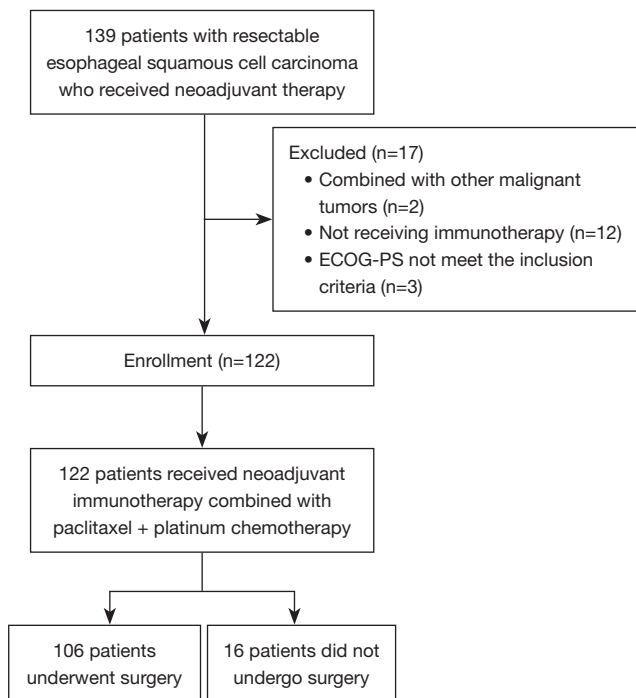 139 patients with resectable
esophageal squamous cell carcinoma
who received neoadjuvant therapy
Excluded (n=17)
• Combined with other malignant
tumors (n=2)
• Not receiving immunotherapy (n=12)
• ECOG-PS not meet the inclusion
criteria (n=3)
Enrollment (n=122)
122 patients received neoadjuvant
immunotherapy combined with
paclitaxel + platinum chemotherapy
106 patients
underwent surgery
16 patients did not
undergo surgery